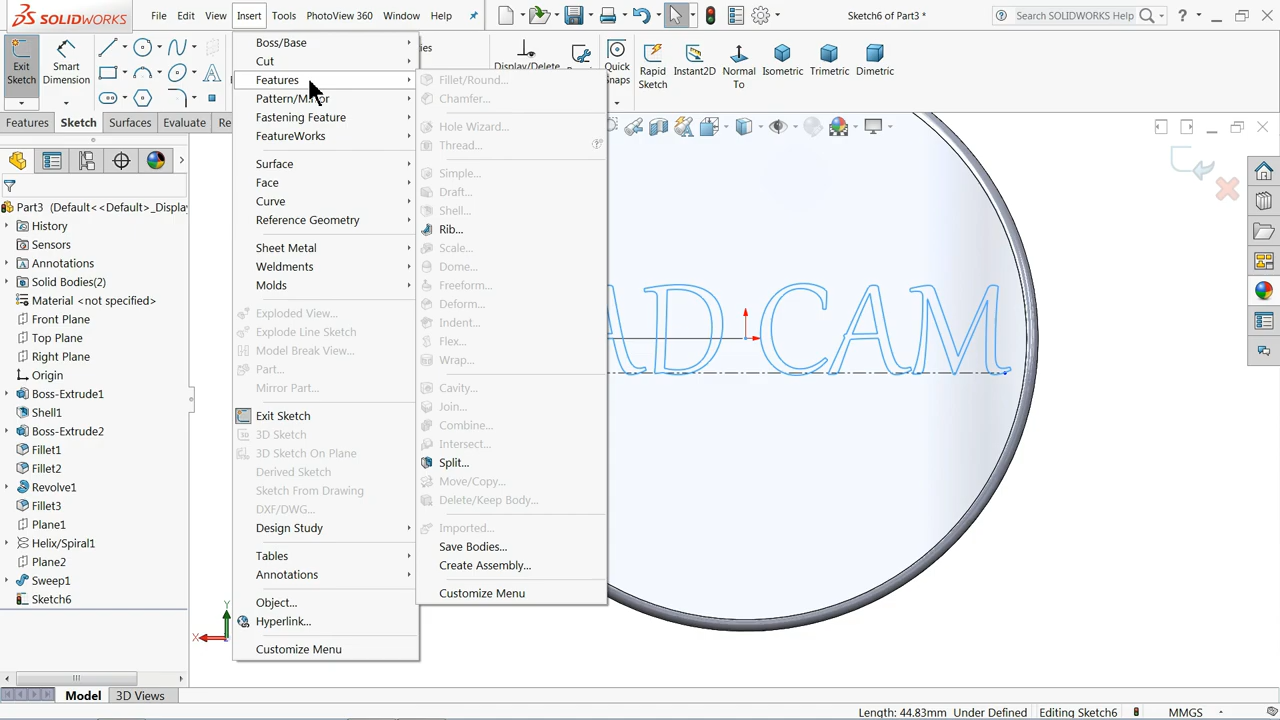 SOLIDWORKS File Edit View Insert Tools PhotoView 360 Window Help Sketch6 of Part3 * Search SOLIDWORKS Help ?
Exit Sketch
Smart Dimension
Display/Delete
Quick Snaps
Rapid Sketch
Instant2D
Normal To
Isometric
Trimetric
Dimetric
Features Sketch Surfaces Evaluate
Part3 (Default<<Default>_Displa
History
Sensors
Annotations
Solid Bodies(2)
Material <not specified>
Front Plane
Top Plane
Right Plane
Origin
Boss-Extrude1
Shell1
Boss-Extrude2
Fillet1
Fillet2
Revolve1
Fillet3
Plane1
Helix/Spiral1
Plane2
Sweep1
Sketch6
Boss/Base
Cut
Features
Pattern/Mirror
Fastening Feature
FeatureWorks
Surface
Face
Curve
Reference Geometry
Sheet Metal
Weldments
Molds
Exploded View...
Explode Line Sketch
Model Break View...
Part...
Mirror Part...
Exit Sketch
3D Sketch
3D Sketch On Plane
Derived Sketch
Sketch From Drawing
DXF/DWG...
Design Study
Tables
Annotations
Object...
Hyperlink...
Customize Menu
Fillet/Round...
Chamfer...
Hole Wizard...
Thread...
Simple...
Draft...
Shell...
Rib...
Scale...
Dome...
Freeform...
Deform...
Indent...
Flex...
Wrap...
Cavity...
Join...
Combine...
Intersect...
Split...
Move/Copy...
Delete/Keep Body...
Imported...
Save Bodies...
Create Assembly...
Customize Menu
AD CAM
Y
X
Model 3D Views
Length: 44.83mm Under Defined Editing Sketch6 MMGS